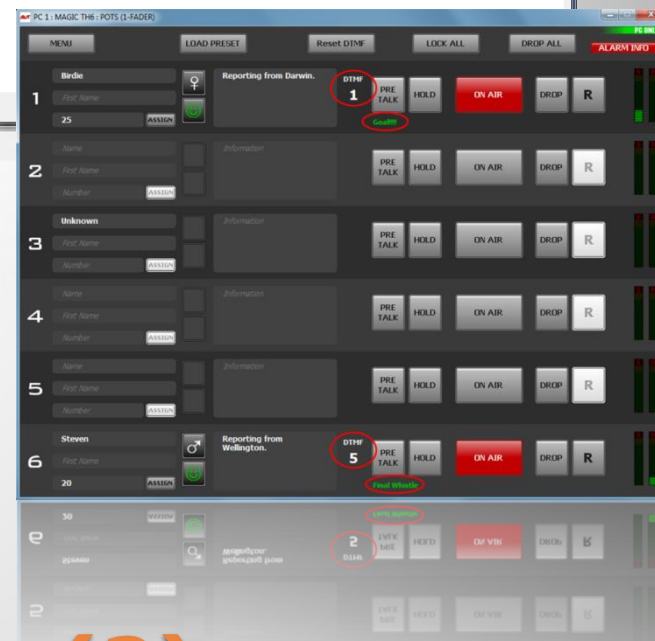 PC 1 : MAGIC TH6 : POTS (1-FADER)
PC ONL
MENU LOAD PRESET Reset DTMF LOCK ALL DROP ALL ALARM INFO
1 Birdie Reporting from Darwin. DTMF 1 PRE TALK HOLD ON AIR DROP R
First Name
25 ASSIGN Goal!!!!
2 Name Information PRE TALK HOLD ON AIR DROP R
First Name
Number ASSIGN
3 Unknown Information PRE TALK HOLD ON AIR DROP R
First Name
Number ASSIGN
4 Name Information PRE TALK HOLD ON AIR DROP R
First Name
Number ASSIGN
5 Name Information PRE TALK HOLD ON AIR DROP R
First Name
Number ASSIGN
6 Steven Reporting from Wellington. DTMF 5 PRE TALK HOLD ON AIR DROP R
First Name
20 ASSIGN Final Whistle